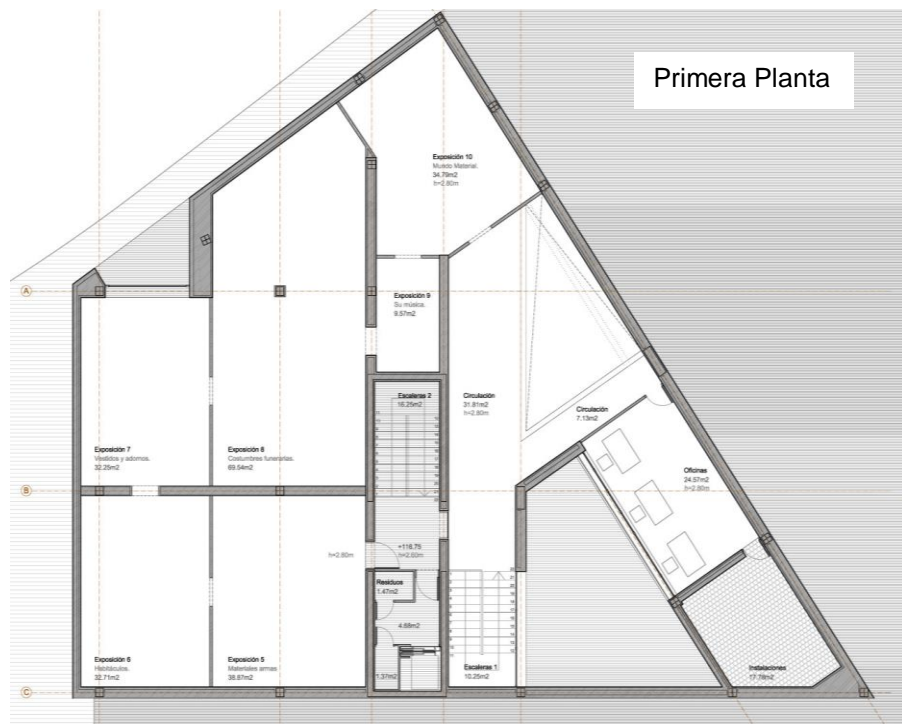 Primera Planta
Exposición 10
Mundo Material.
34.79m2
h=2.80m
A
Exposición 9
Su música.
9.57m2
Escaleras 2
16.25m2
Circulación
31.81m2
h=2.80m
Circulación
7.13m2
Exposición 7
Vestidos y adornos.
32.25m2
Exposición 8
Costumbres funerarias.
69.54m2
Oficinas
24.57m2
h=2.80m
B
h=2.80m
+116.75
h=2.60m
Residuos
1.47m2
4.68m2
Exposición 6
Habitáculos.
32.71m2
Exposición 5
Materiales armas
38.87m2
1.37m2
Escaleras 1
10.25m2
Instalaciones
17.78m2
C